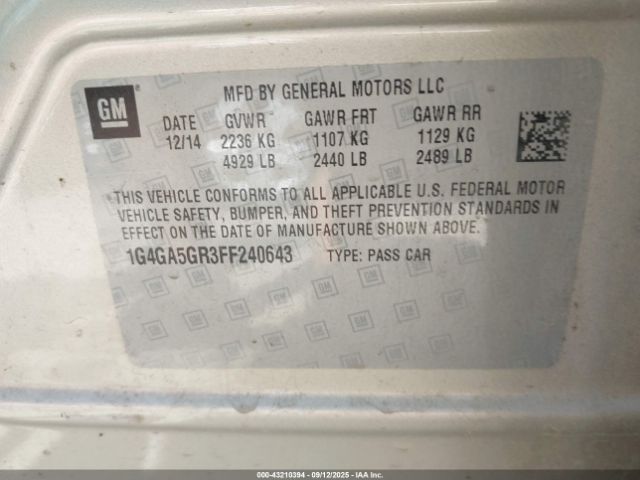 GM
MFD BY GENERAL MOTORS LLC
DATE GVWR GAWR FRT GAWR RR
12/14 2236 KG 1107 KG 1129 KG
4929 LB 2440 LB 2489 LB
THIS VEHICLE CONFORMS TO ALL APPLICABLE U.S. FEDERAL MOTOR
VEHICLE SAFETY, BUMPER, AND THEFT PREVENTION STANDARDS IN
EFFECT ON THE DATE OF MANUFACTURE SHOWN ABOVE.
1G4GA5GR3FF240643 TYPE: PASS CAR
000-43210394 - 09/12/2025 - IAA Inc.